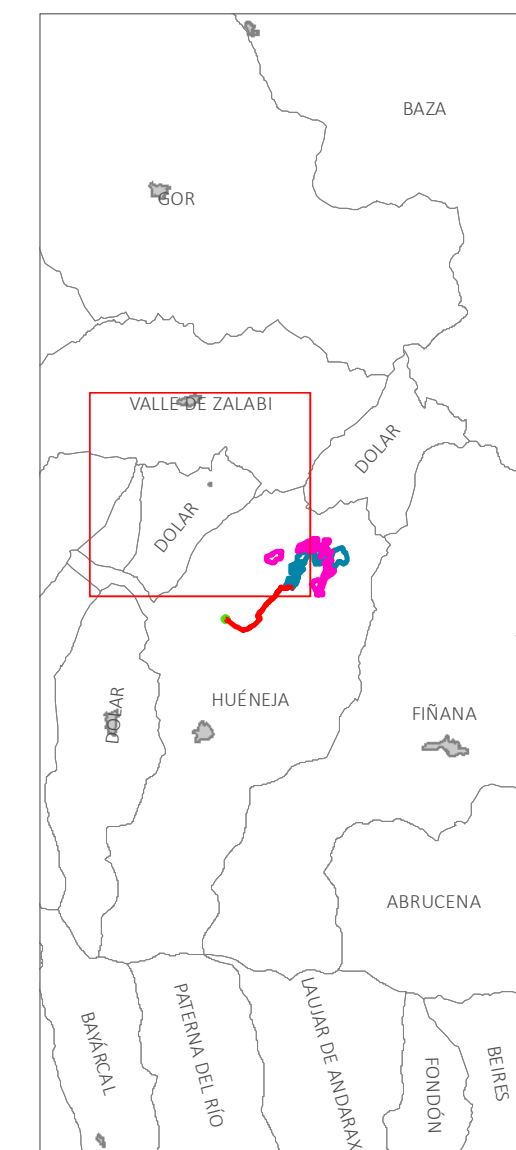 BAZA
GOR
VALLE DE ZALABI
DOLAR
DOLAR
DOLAR
HUÉNEJA
FIÑANA
ABRUCENA
BAYÁRCAL
PATERNA DEL RÍO
LAUJAR DE ANDARAX
FONDÓN
BEIRES